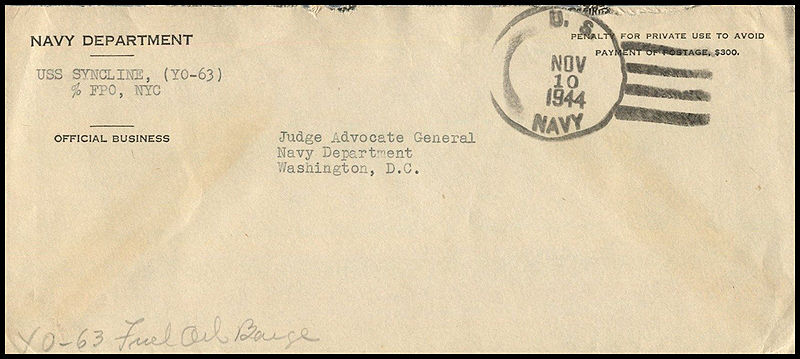 NAVY DEPARTMENT
USS SYNCLINE, (YO-63)
% FPO, NYC
OFFICIAL BUSINESS
PENALTY FOR PRIVATE USE TO AVOID
PAYMENT OF POSTAGE, $300.
U. S.
NOV
10
1944
NAVY
Judge Advocate General
Navy Department
Washington, D.C.
YO-63 Fuel Oil Barge